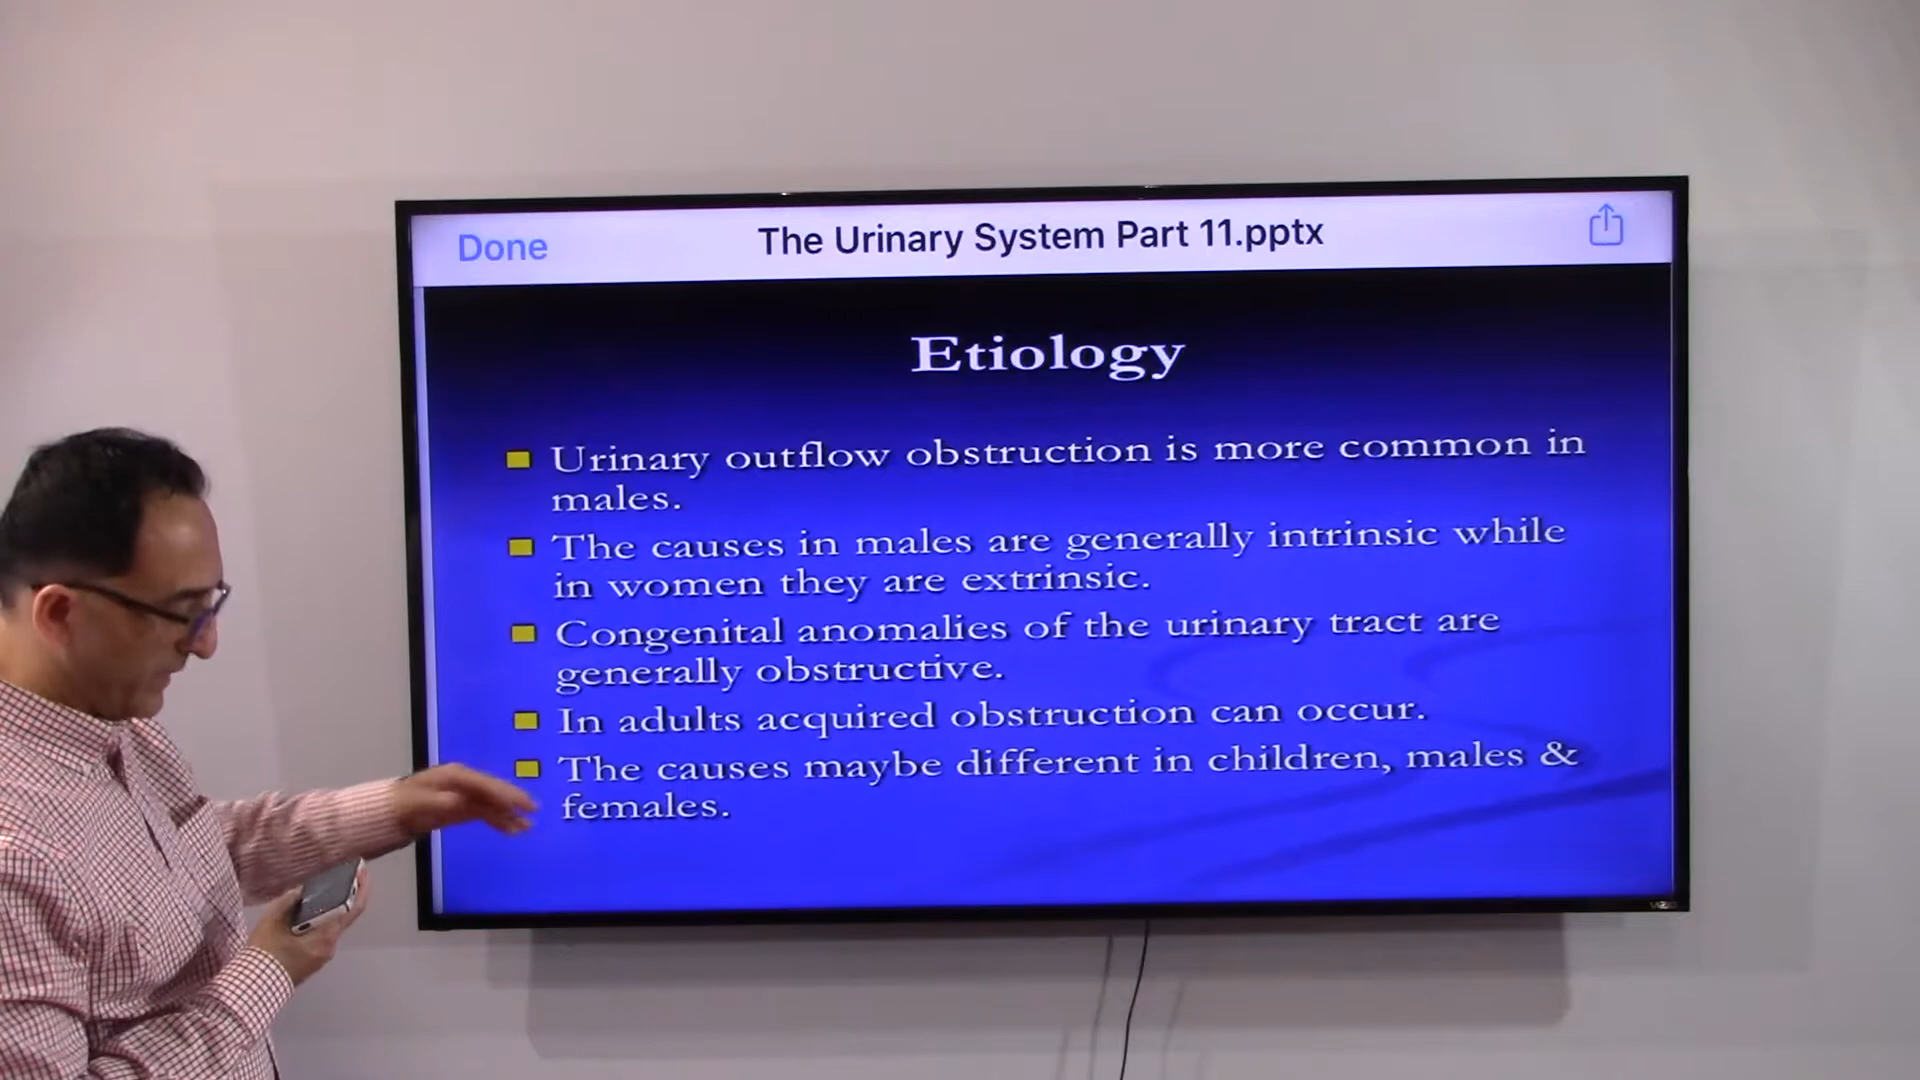 Done
The Urinary System Part 11.pptx
Etiology
Urinary outflow obstruction is more common in
males.
The causes in males are generally intrinsic while
in women they are extrinsic.
Congenital anomalies of the urinary tract are
generally obstructive.
In adults acquired obstruction can occur.
The causes maybe different in children, males &
females.
VIZIO